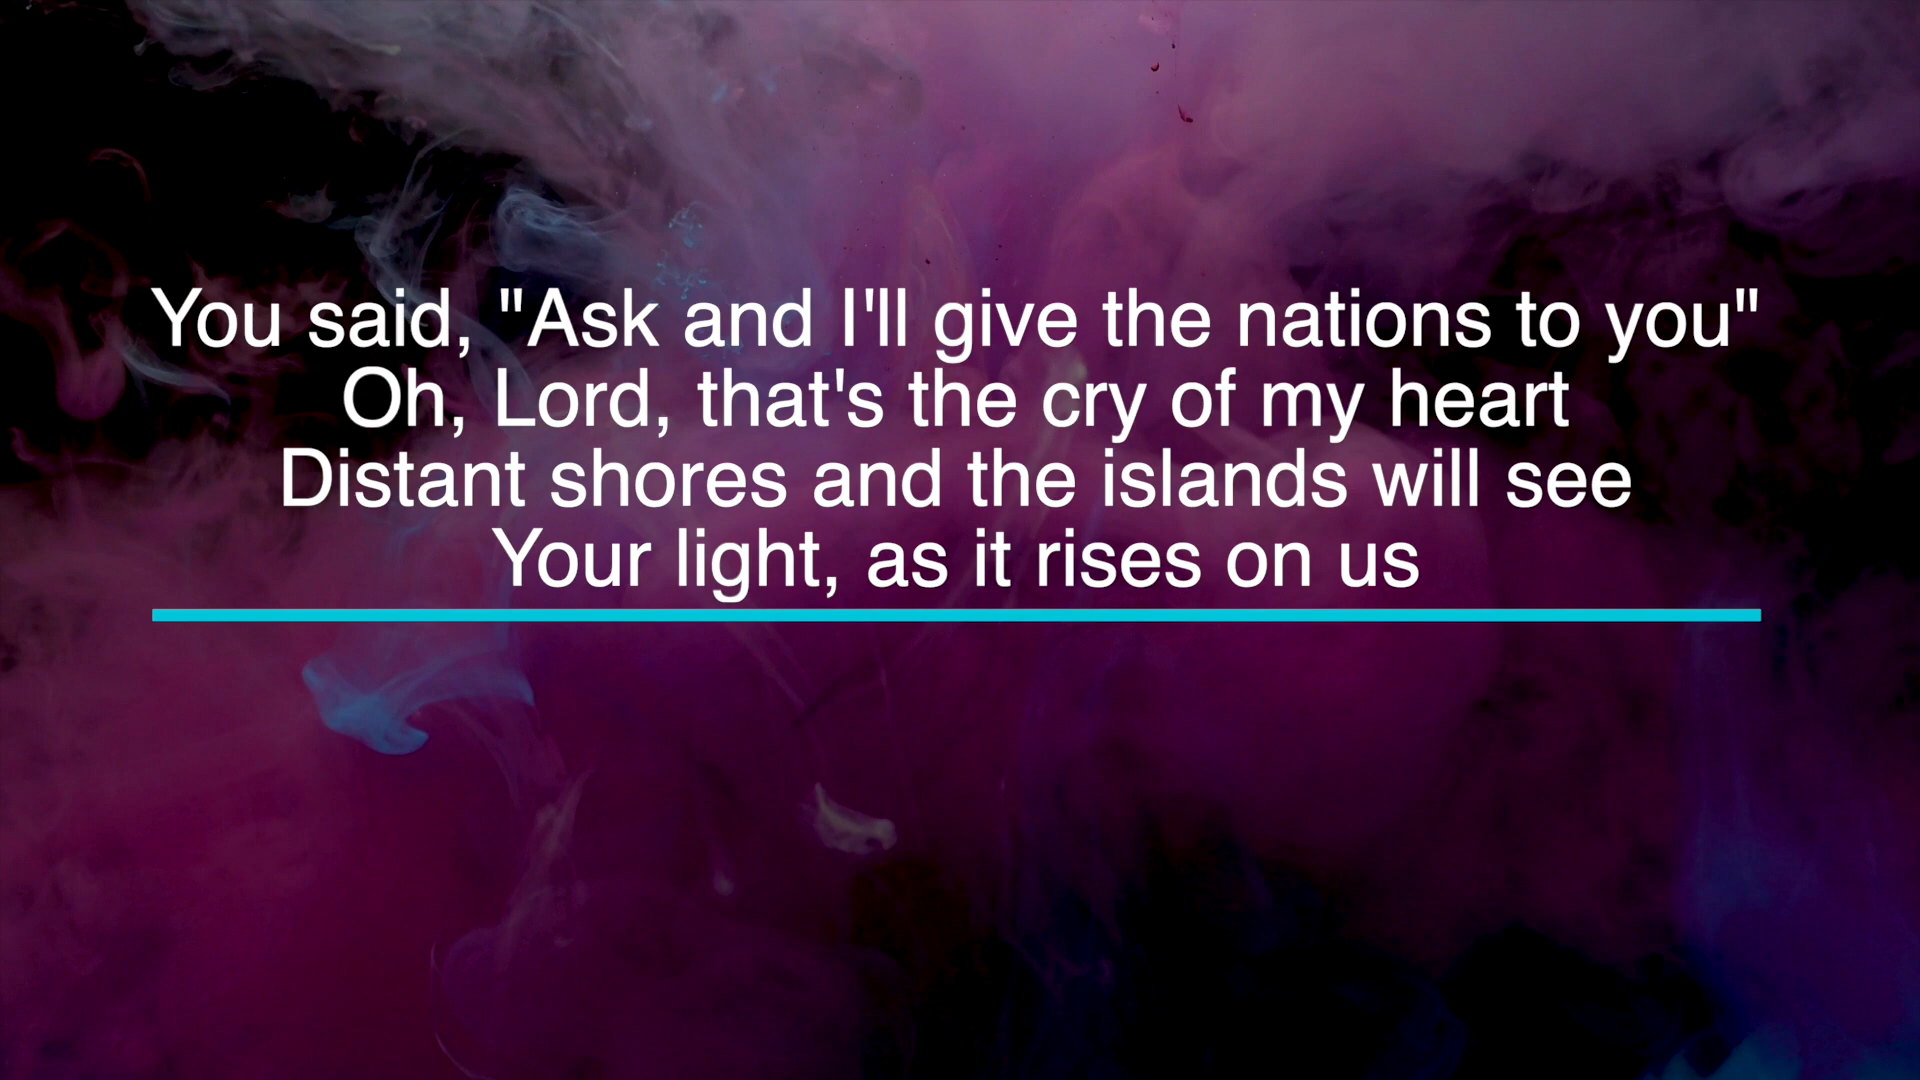 You said, "Ask and I'll give the nations to you"
Oh, Lord, that's the cry of my heart
Distant shores and the islands will see
Your light, as it rises on us